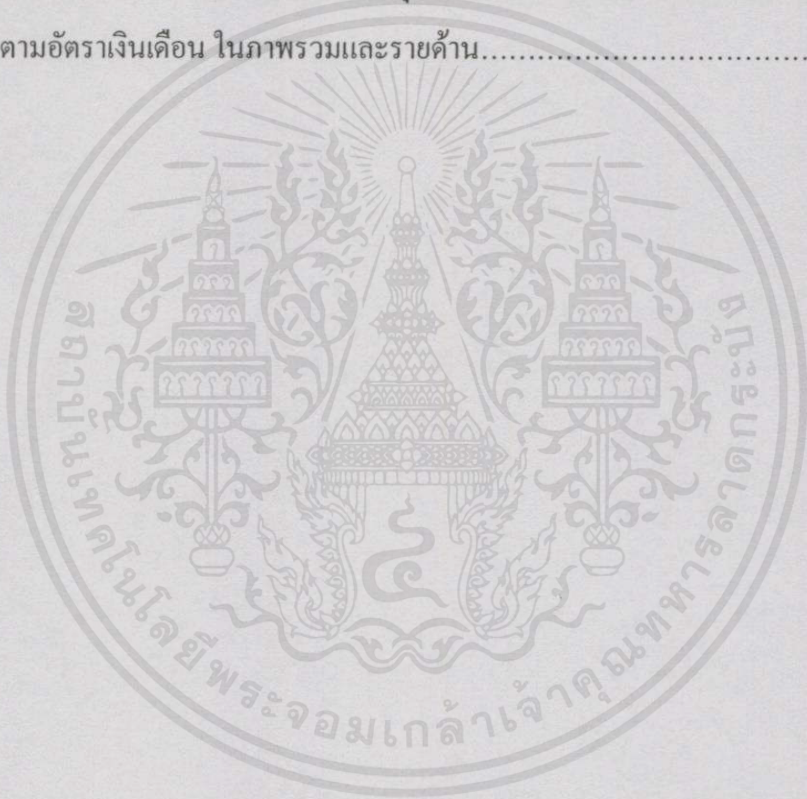 ตามอัตราเงินเดือน ในภาพรวมและรายด้าน..................................
สถาบันเทคโนโลยีพระจอมเกล้าเจ้าคุณทหารลาดกระบัง